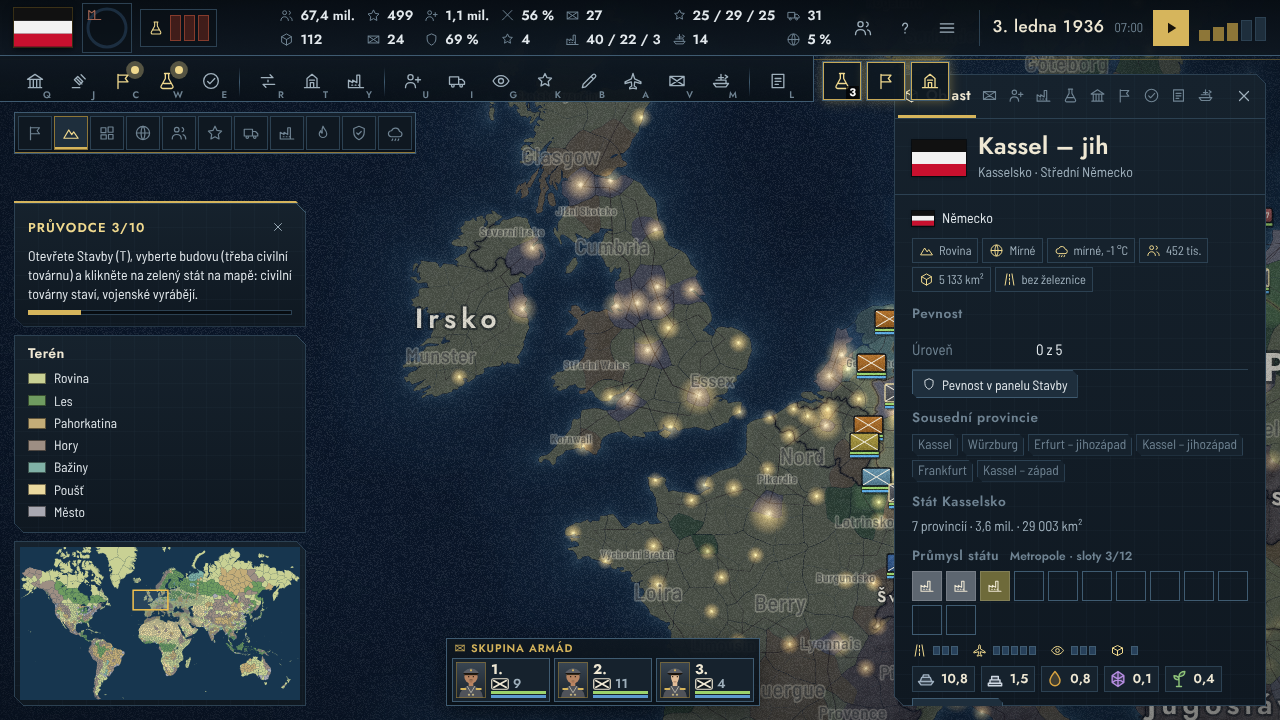 67,4 mil. 499 1,1 mil. 56 % 27 25 / 29 / 25 31
112 24 69 % 4 40 / 22 / 3 14 5 %
?
3. ledna 1936 07:00
Q J C W E R T Y U I O K B A V M L
3
PRŮVODCE 3/10
Otevřete Stavby (T), vyberte budovu (třeba civilní
továrnu) a klikněte na zelený stát na mapě: civilní
továrny staví, vojenské vyrábějí.
Terén
Rovina
Les
Pahorkatina
Hory
Bažiny
Poušť
Město
Göteborg
Glasgow
Jižní Skotsko
Severní Irsko
Cumbria
Irsko
Munster
Střední Wales
Essex
Kornwall
Nord
Pikardie
Východní Bretaň
Loira
Berry
Burgundsko
Lyonnais
Provence
SKUPINA ARMÁD
1. 9
2. 11
3. 4
Kassel – jih
Kasselsko · Střední Německo
Německo
Rovina
Mírné
mírné, -1 °C
452 tis.
5 133 km²
bez železnice
Pevnost
Úroveň 0 z 5
Pevnost v panelu Stavby
Sousední provincie
Kassel Würzburg Erfurt – jihozápad Kassel – jihozápad
Frankfurt Kassel – západ
Stát Kasselsko
7 provincií · 3,6 mil. · 29 003 km²
Průmysl státu Metropole · sloty 3/12
10,8 1,5 0,8 0,1 0,4